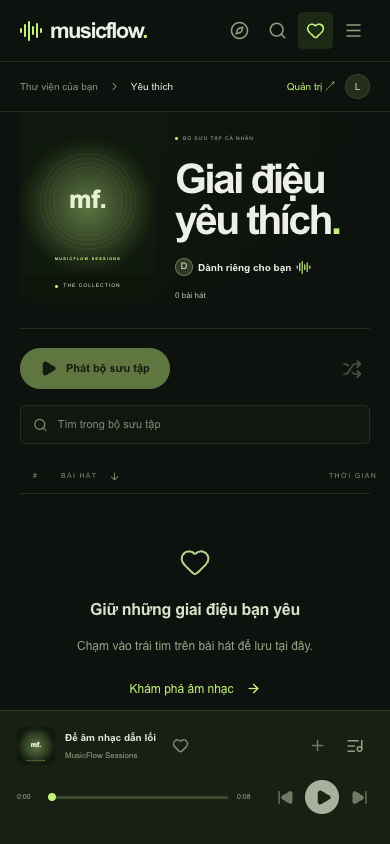 musicflow.
Thư viện của bạn > Yêu thích
Quản trị ↗ L
BỘ SƯU TẬP CÁ NHÂN
Giai điệu
yêu thích.
mf.
MUSICFLOW SESSIONS
THE COLLECTION
D Dành riêng cho bạn
0 bài hát
Phát bộ sưu tập
Tìm trong bộ sưu tập
# BÀI HÁT ↓ THỜI GIAN
Giữ những giai điệu bạn yêu
Chạm vào trái tim trên bài hát để lưu tại đây.
Khám phá âm nhạc →
mf.
Để âm nhạc dẫn lối
MusicFlow Sessions
0:00 0:08